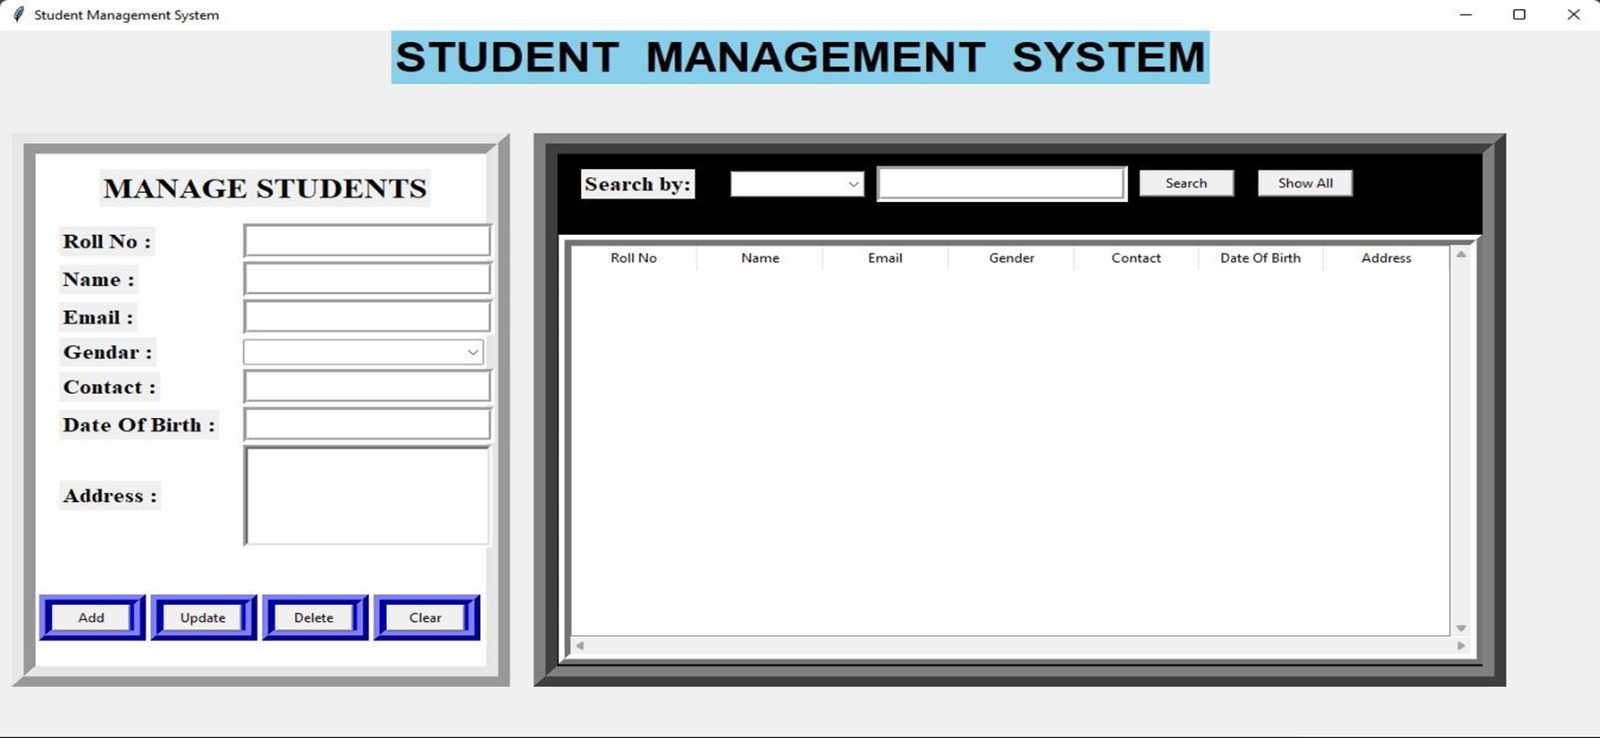 Student Management System
STUDENT MANAGEMENT SYSTEM
MANAGE STUDENTS
Roll No :
Name :
Email :
Gendar :
Contact :
Date Of Birth :
Address :
Add Update Delete Clear
Search by: Search Show All
Roll No Name Email Gender Contact Date Of Birth Address